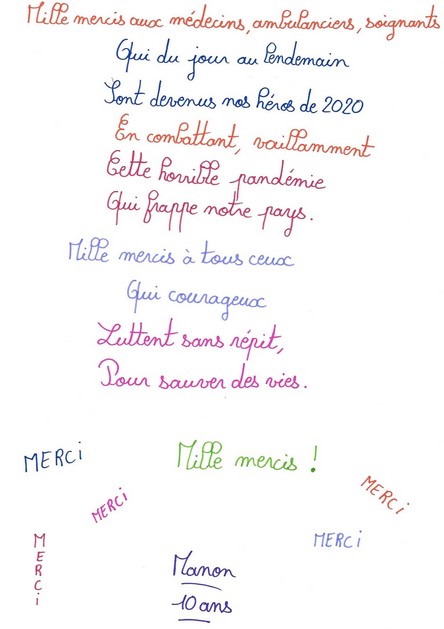 Mille mercis aux médecins, ambulanciers, soignants
Qui du jour au lendemain
Sont devenus nos héros de 2020
En combattant, vaillamment
Cette horrible pandémie
Qui frappe notre pays.
Mille mercis à tous ceux
Qui courageux
Luttent sans répit,
Pour sauver des vies.
MERCi
Mille mercis !
MERCi
MERCi
MERCi
MERCi
Manon
10 ans